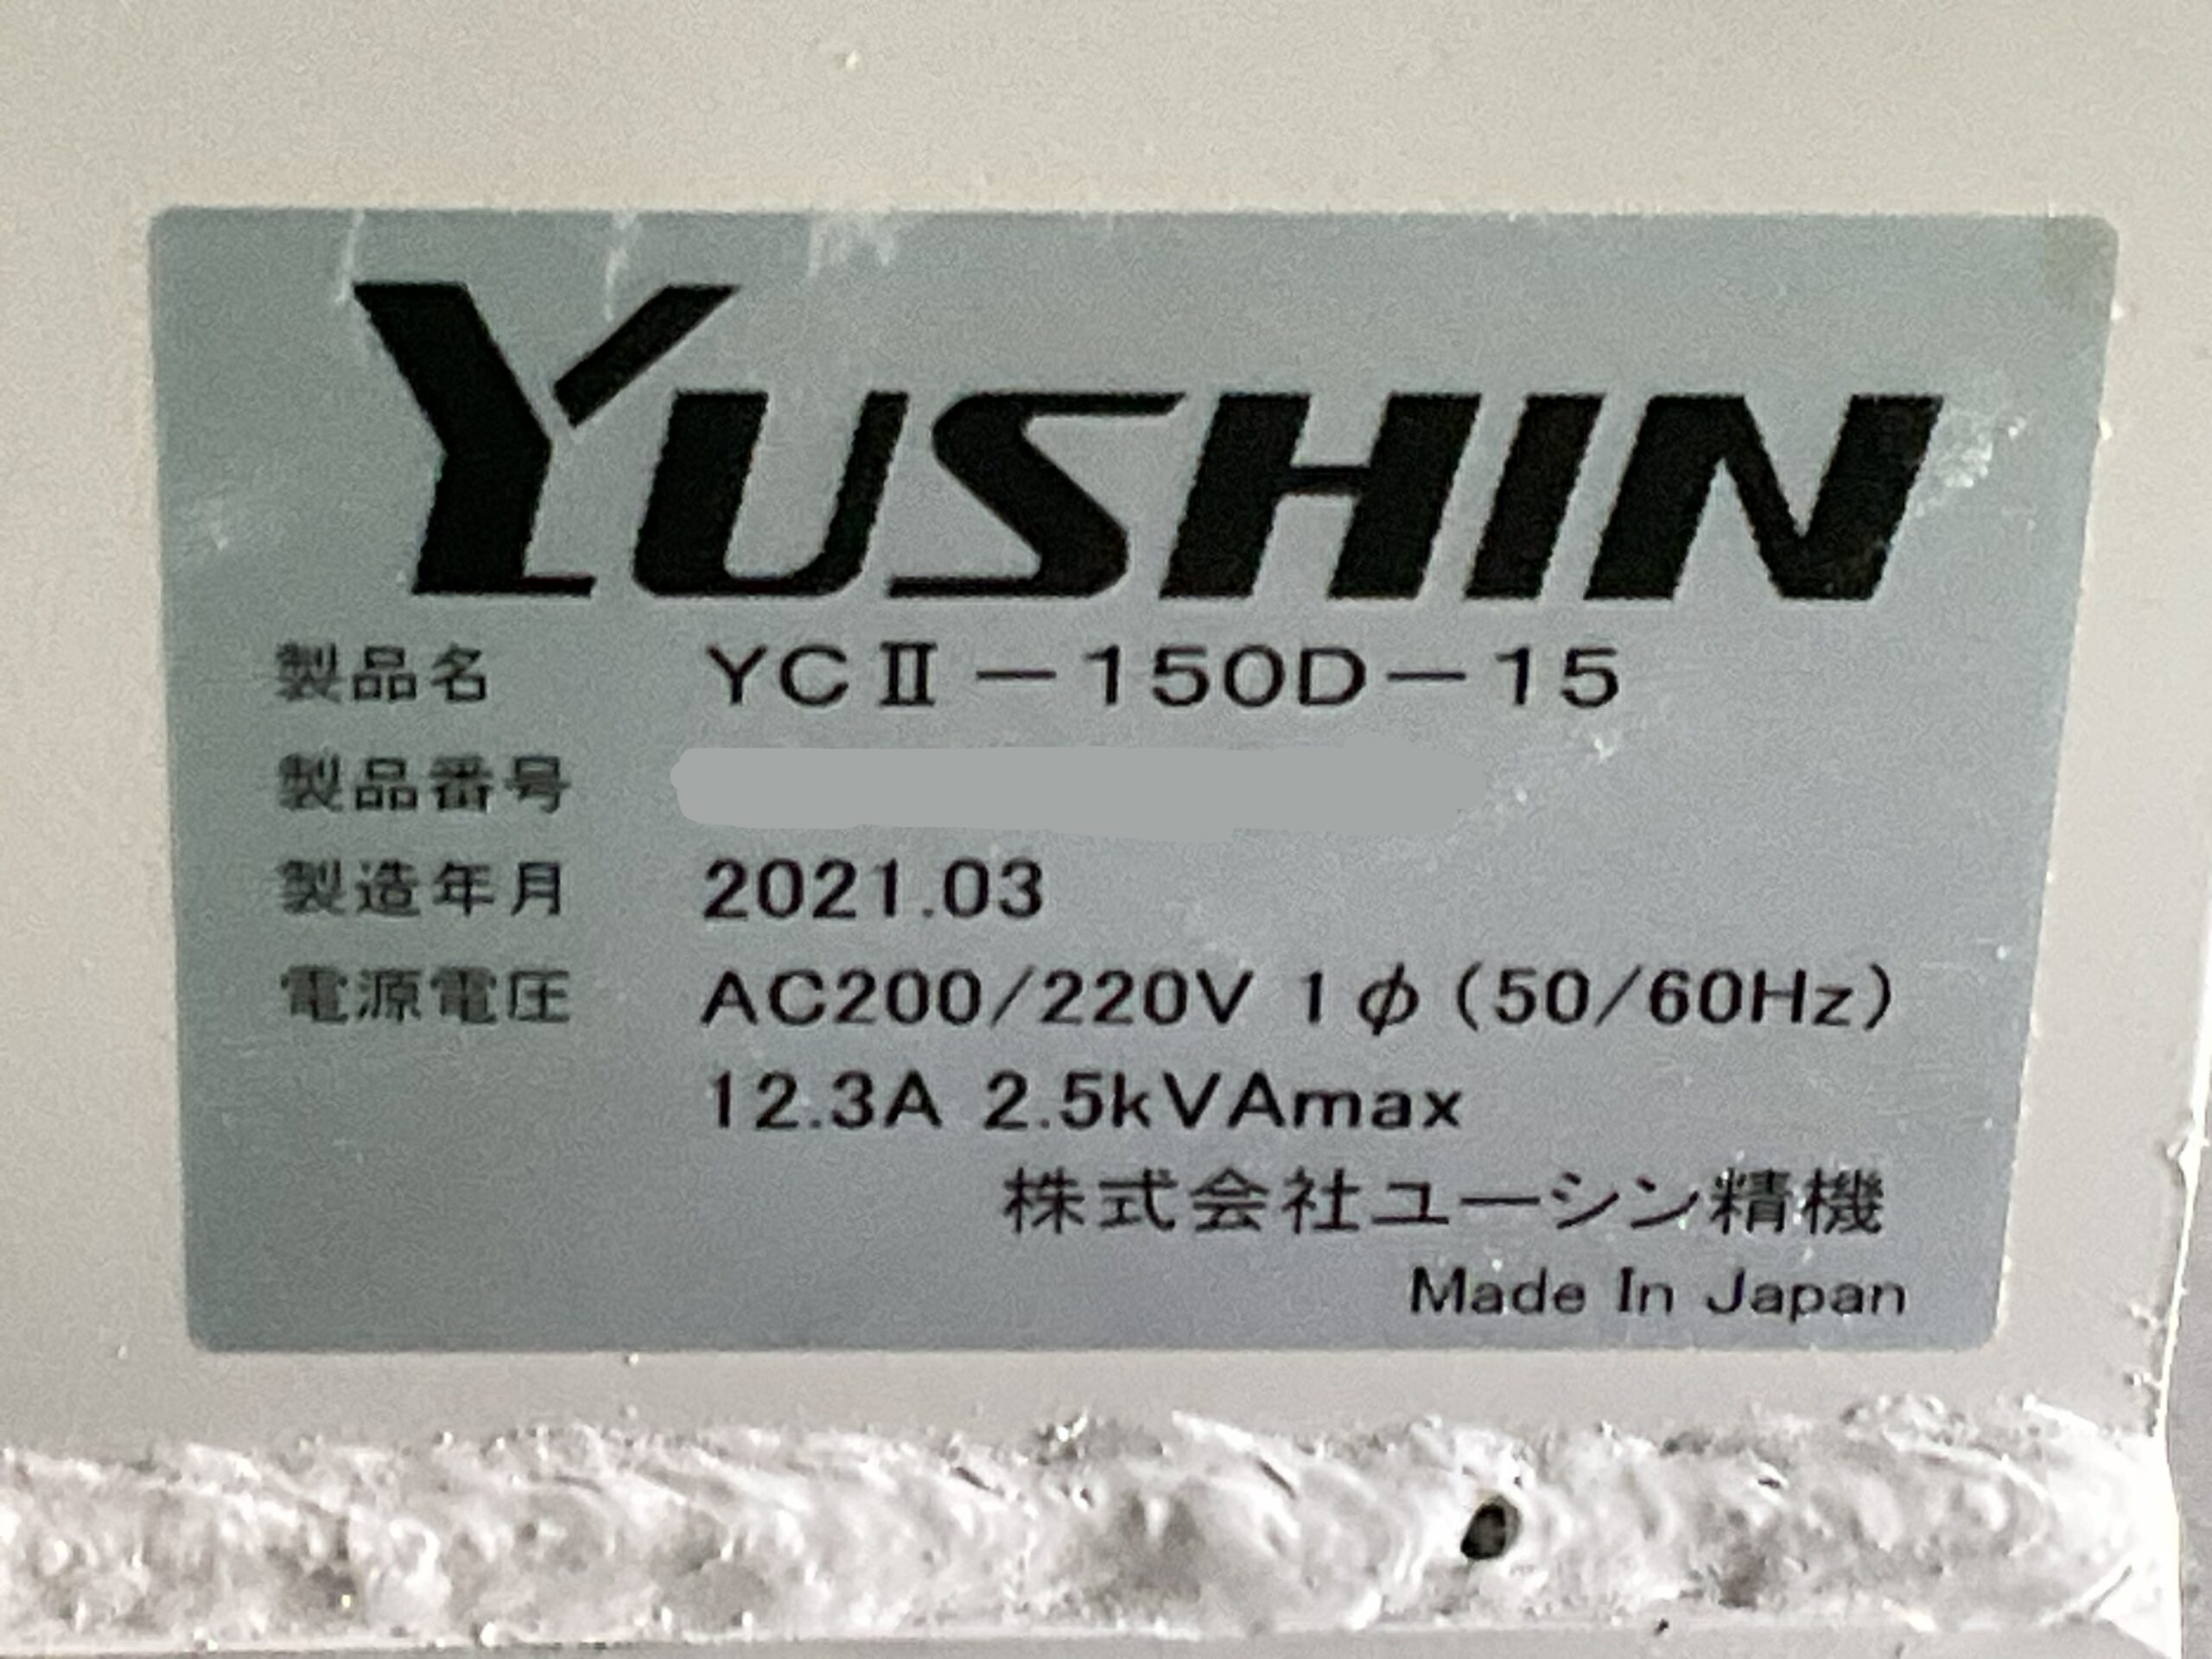 YUSHIN
製品名 YCⅡ－150D－15
製品番号
製造年月 2021.03
電源電圧 AC200/220V 1φ(50/60Hz)
12.3A 2.5kVAmax
株式会社ユーシン精機
Made In Japan